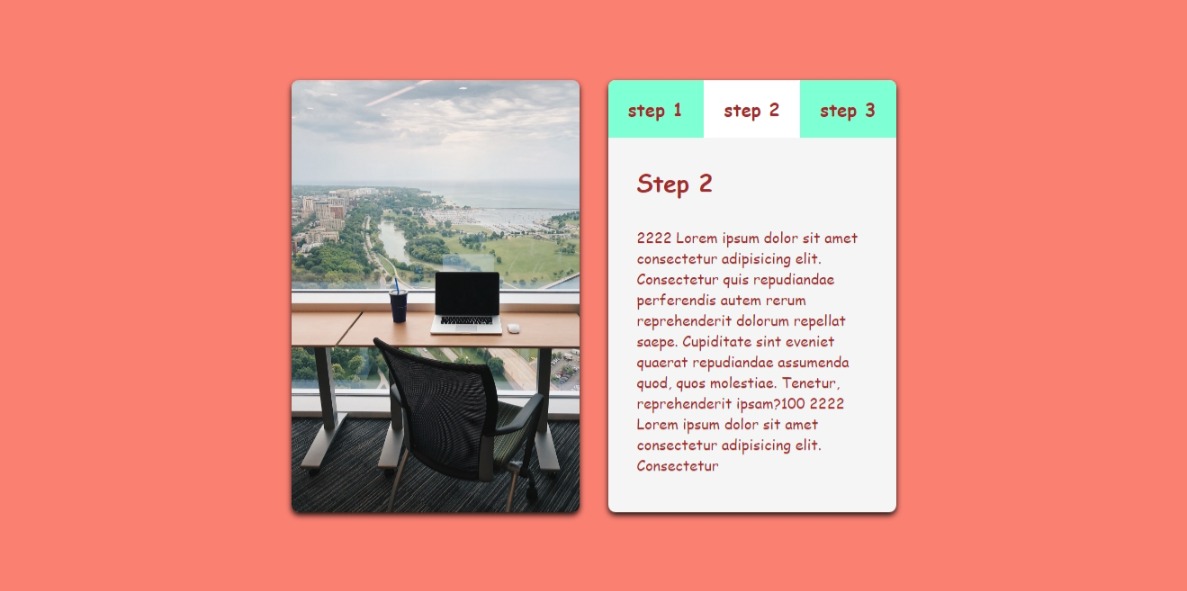 step 1 step 2 step 3
Step 2
2222 Lorem ipsum dolor sit amet
consectetur adipisicing elit.
Consectetur quis repudiandae
perferendis autem rerum
reprehenderit dolorum repellat
saepe. Cupiditate sint eveniet
quaerat repudiandae assumenda
quod, quos molestiae. Tenetur,
reprehenderit ipsam?100 2222
Lorem ipsum dolor sit amet
consectetur adipisicing elit.
Consectetur